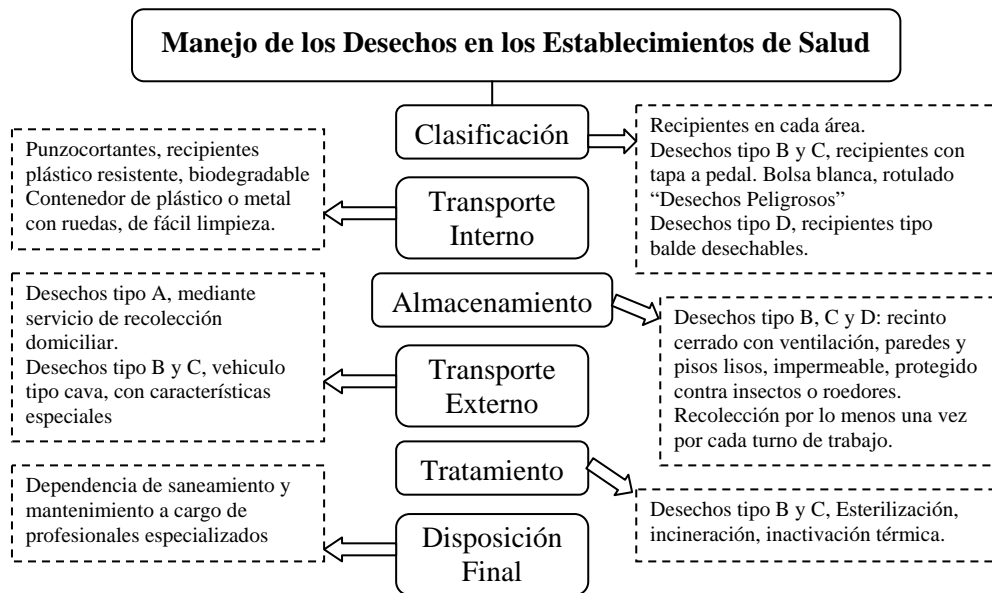 Manejo de los Desechos en los Establecimientos de Salud
Clasificación
Recipientes en cada área.
Desechos tipo B y C, recipientes con
tapa a pedal. Bolsa blanca, rotulado
“Desechos Peligrosos”
Desechos tipo D, recipientes tipo
balde desechables.
Punzocortantes, recipientes
plástico resistente, biodegradable
Contenedor de plástico o metal
con ruedas, de fácil limpieza.
Transporte
Interno
Almacenamiento
Desechos tipo B, C y D: recinto
cerrado con ventilación, paredes y
pisos lisos, impermeable, protegido
contra insectos o roedores.
Recolección por lo menos una vez
por cada turno de trabajo.
Desechos tipo A, mediante
servicio de recolección
domiciliar.
Desechos tipo B y C, vehiculo
tipo cava, con características
especiales
Transporte
Externo
Tratamiento
Desechos tipo B y C, Esterilización,
incineración, inactivación térmica.
Dependencia de saneamiento y
mantenimiento a cargo de
profesionales especializados
Disposición
Final